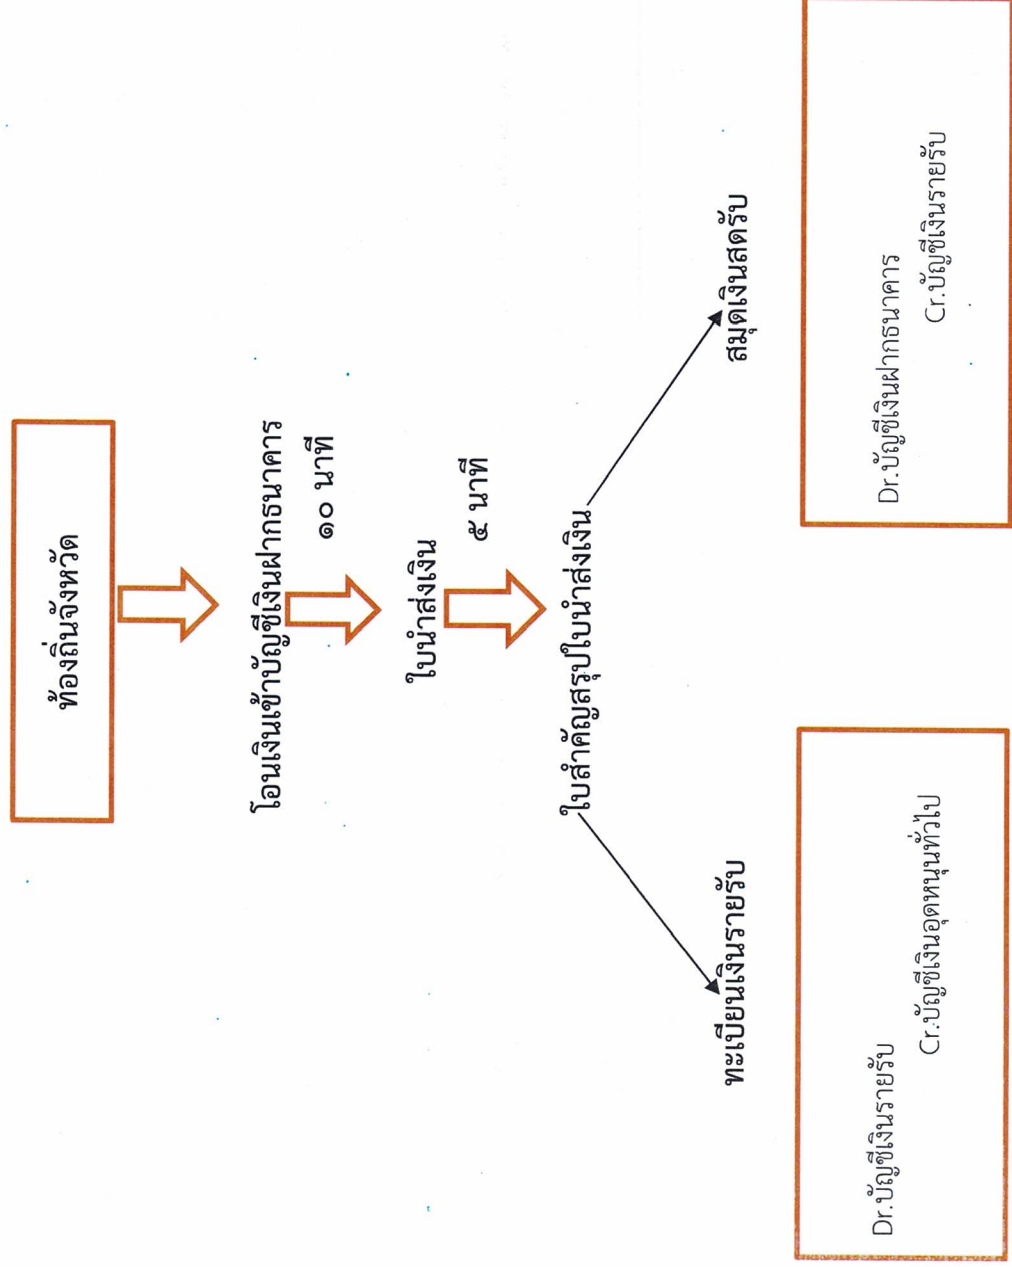 ท้องถิ่นจังหวัด
โอนเงินเข้าบัญชีเงินฝากธนาคาร
๑๐ นาที
ใบนำส่งเงิน
๕ นาที
ใบสำคัญสรุปใบนำส่งเงิน
ทะเบียนเงินรายรับ
สมุดเงินสดรับ
Dr.บัญชีเงินรายรับ
Cr.บัญชีเงินอุดหนุนทั่วไป
Dr.บัญชีเงินฝากธนาคาร
Cr.บัญชีเงินรายรับ